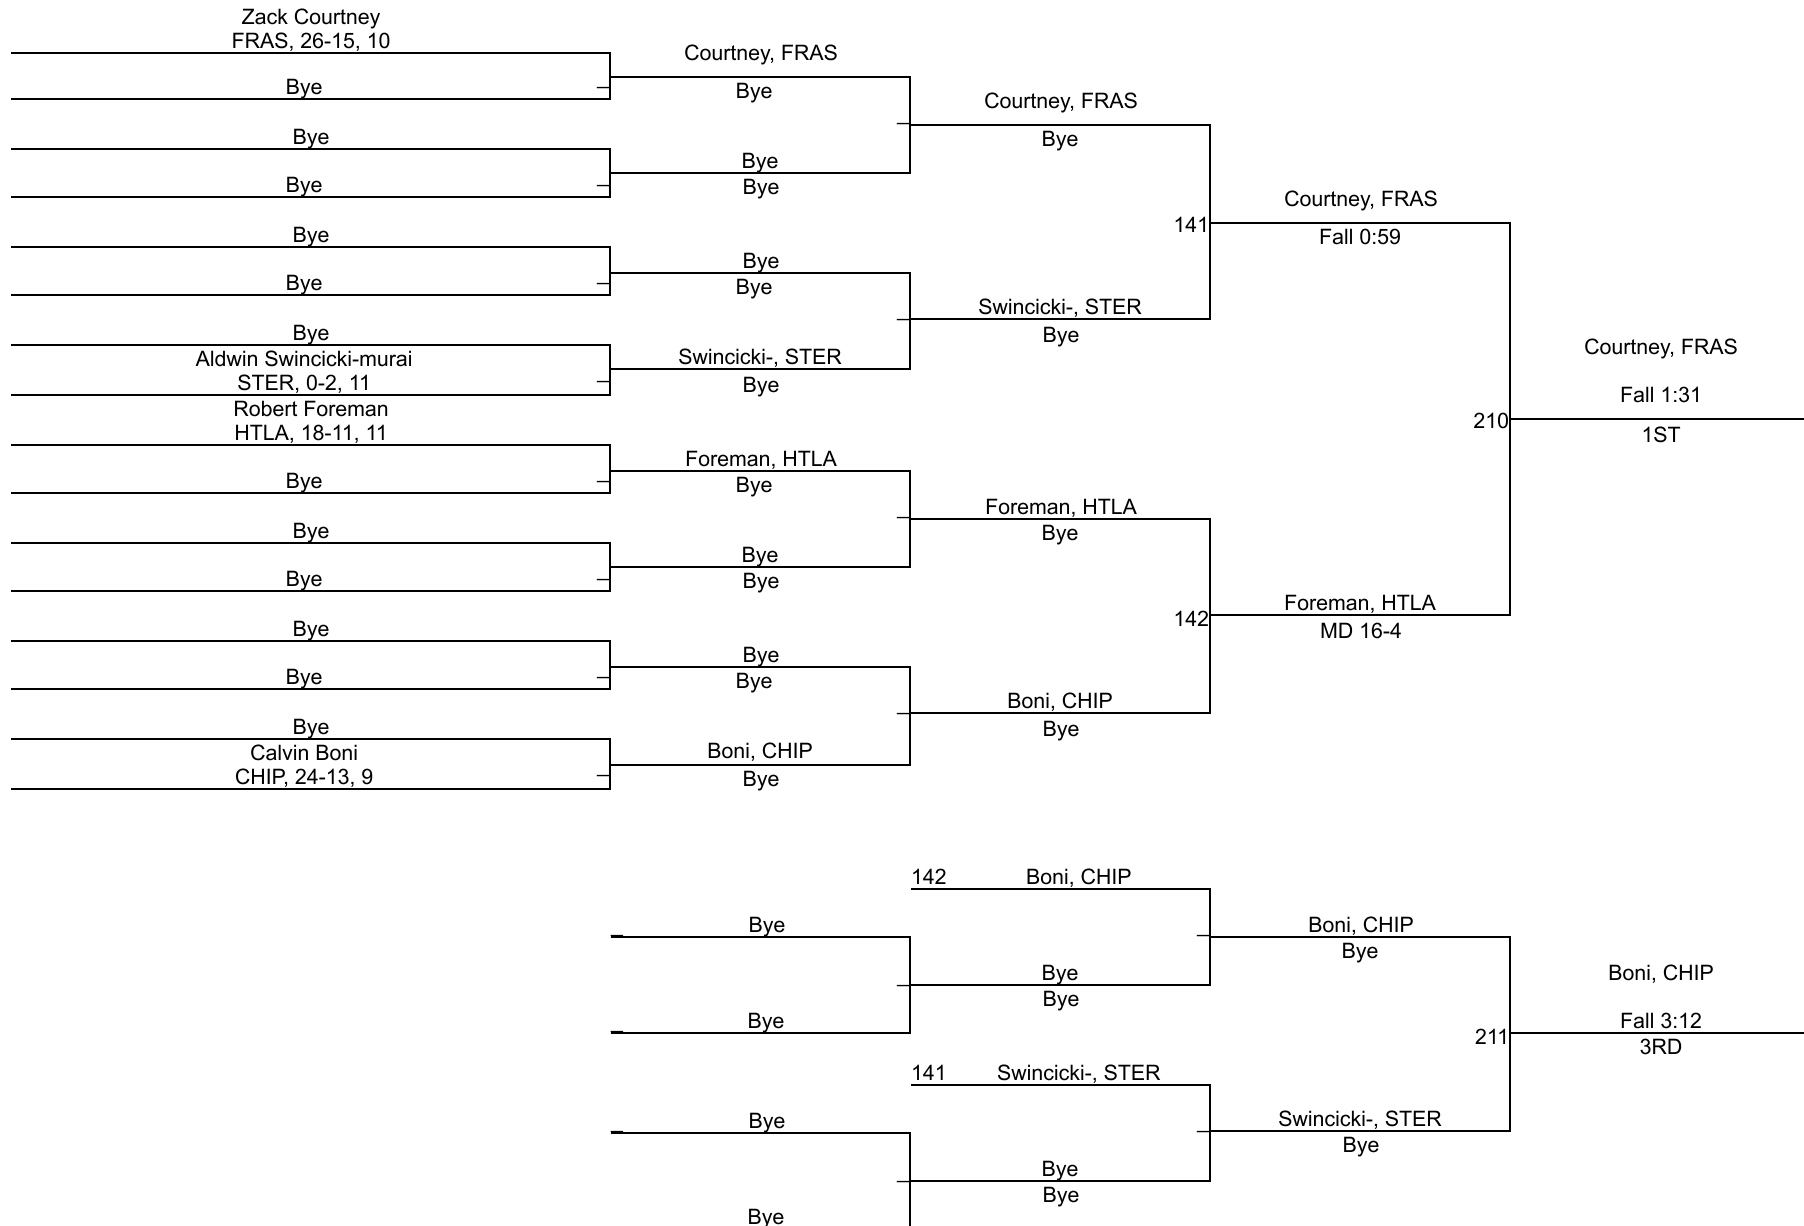 Zack Courtney
FRAS, 26-15, 10
Bye
Bye
Bye
Bye
Bye
Bye
Aldwin Swincicki-murai
STER, 0-2, 11
Robert Foreman
HTLA, 18-11, 11
Bye
Bye
Bye
Bye
Bye
Bye
Calvin Boni
CHIP, 24-13, 9
Courtney, FRAS
Bye
Bye
Bye
Bye
Bye
Swincicki-, STER
Bye
Foreman, HTLA
Bye
Bye
Bye
Bye
Bye
Boni, CHIP
Bye
Courtney, FRAS
Bye
141
Swincicki-, STER
Bye
Foreman, HTLA
Bye
142
Boni, CHIP
Bye
Courtney, FRAS
Fall 0:59
210
Foreman, HTLA
MD 16-4
Courtney, FRAS
Fall 1:31
1ST
Bye
Bye
Bye
Bye
142 Boni, CHIP
Bye
Bye
141 Swincicki-, STER
Bye
Bye
Boni, CHIP
Bye
211
Swincicki-, STER
Bye
Boni, CHIP
Fall 3:12
3RD